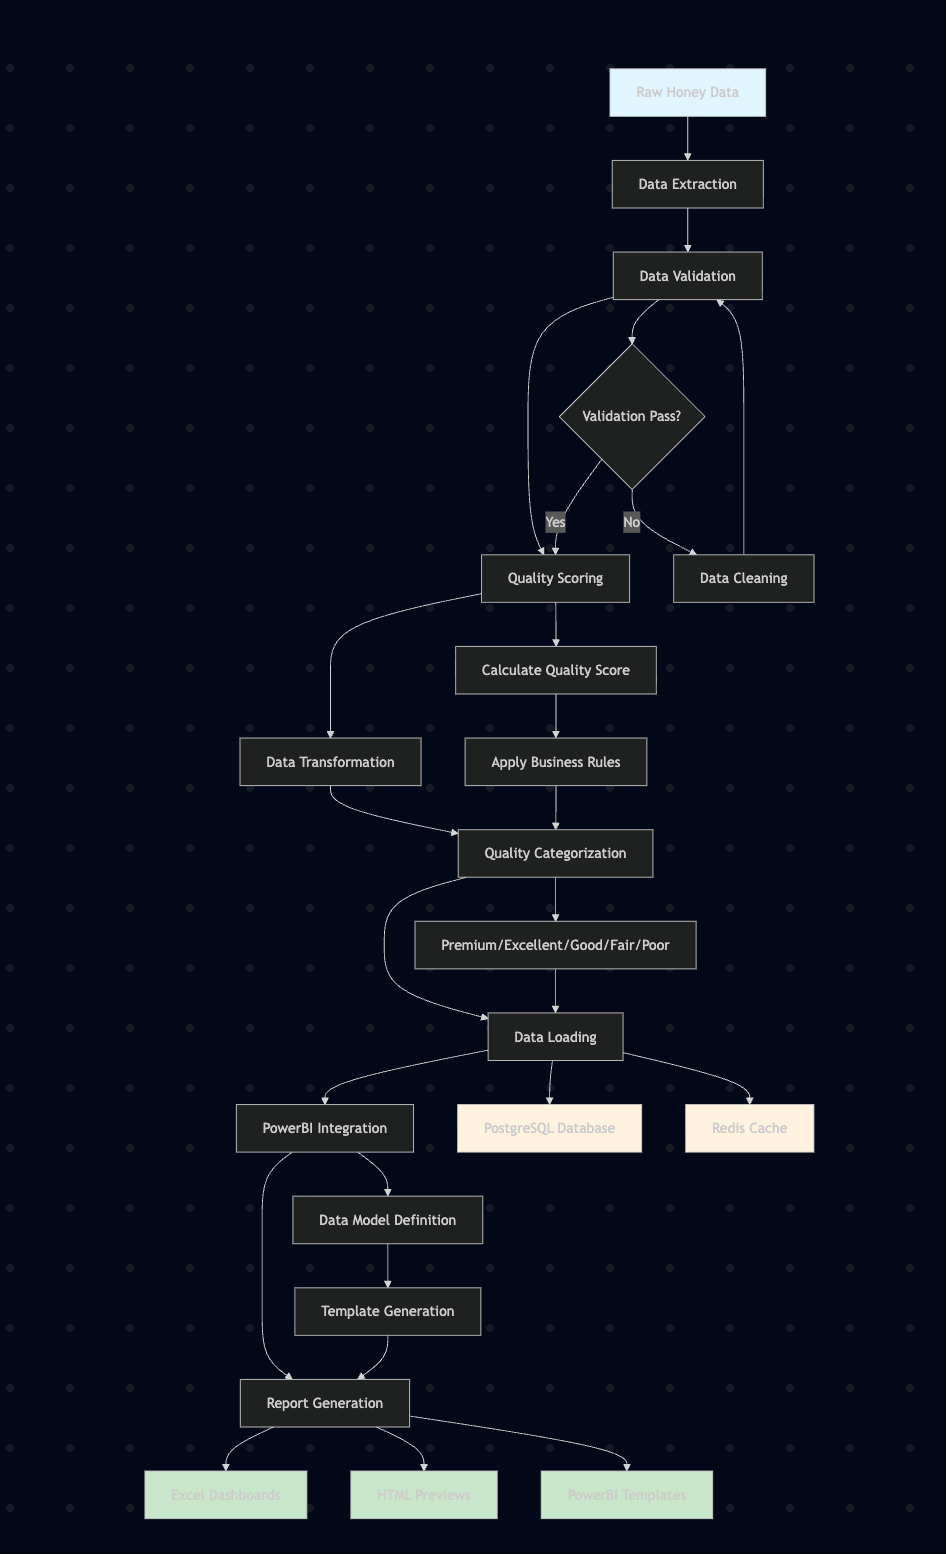 Raw Honey Data
Data Extraction
Data Validation
Validation Pass?
Yes
No
Quality Scoring
Data Cleaning
Calculate Quality Score
Data Transformation
Apply Business Rules
Quality Categorization
Premium/Excellent/Good/Fair/Poor
Data Loading
PowerBI Integration
PostgreSQL Database
Redis Cache
Data Model Definition
Template Generation
Report Generation
Excel Dashboards
HTML Previews
PowerBI Templates